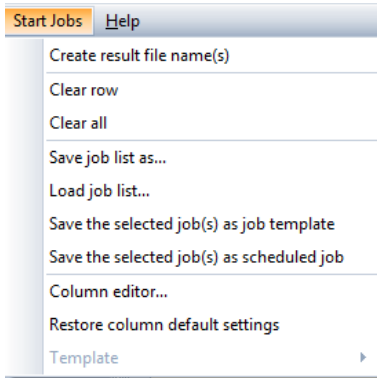 Start Jobs Help
Create result file name(s)
Clear row
Clear all
Save job list as...
Load job list...
Save the selected job(s) as job template
Save the selected job(s) as scheduled job
Column editor...
Restore column default settings
Template